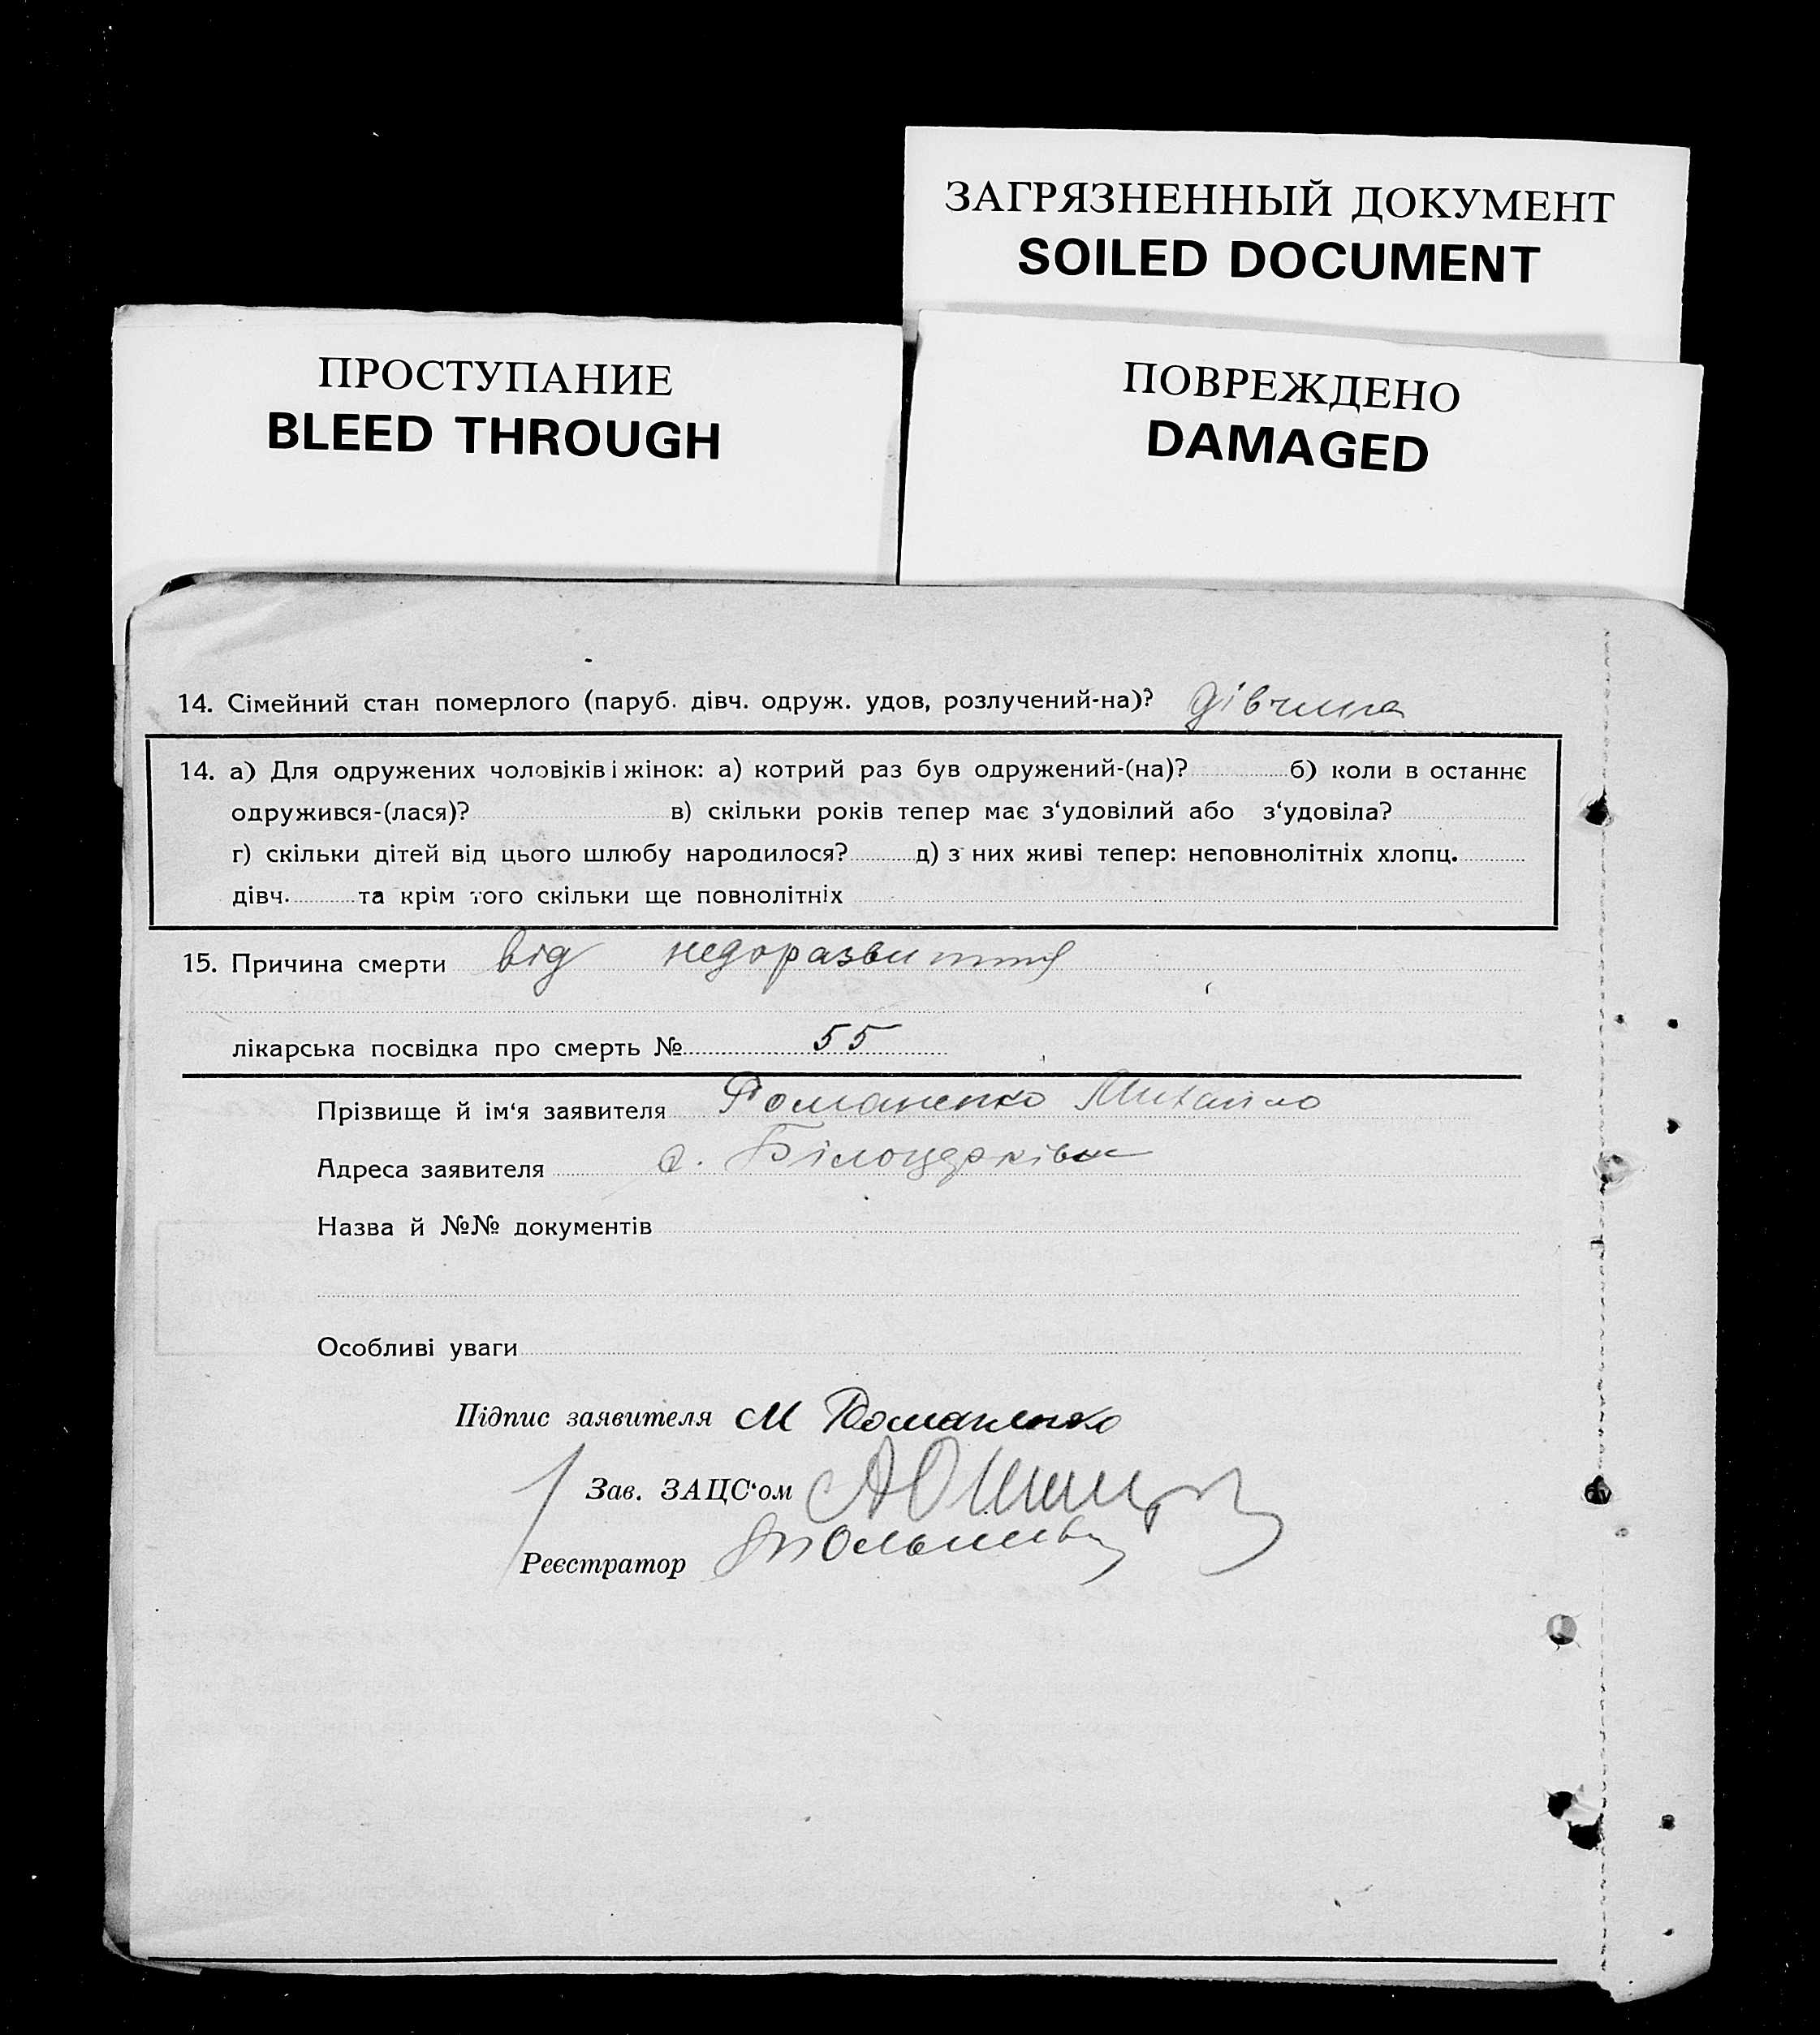 ЗАГРЯЗНЕННЫЙ ДОКУМЕНТ
SOILED DOCUMENT
ПРОСТУПАНИЕ
BLEED THROUGH
ПОВРЕЖДЕНО
DAMAGED
14. Сімейний стан померлого (паруб. дівч. одруж. удов, розлучений-на)? дівчина
14. а) Для одружених чоловіків і жінок: а) котрий раз був одружений-(на)? б) коли в останнє
одружився-(лася)? в) скільки років тепер має з‘удовілий або з‘удовіла?
г) скільки дітей від цього шлюбу народилося? д) з них живі тепер: неповнолітніх хлопц.
дівч. та крім того скільки ще повнолітніх
15. Причина смерти від недоразвиття
лікарська посвідка про смерть № 55
Прізвище й ім‘я заявителя Романенко Михайло
Адреса заявителя с. Білоцерківка
Назва й №№ документів
Особливі уваги
Підпис заявителя М Романенко
Зав. ЗАЦС‘ом
Реєстратор